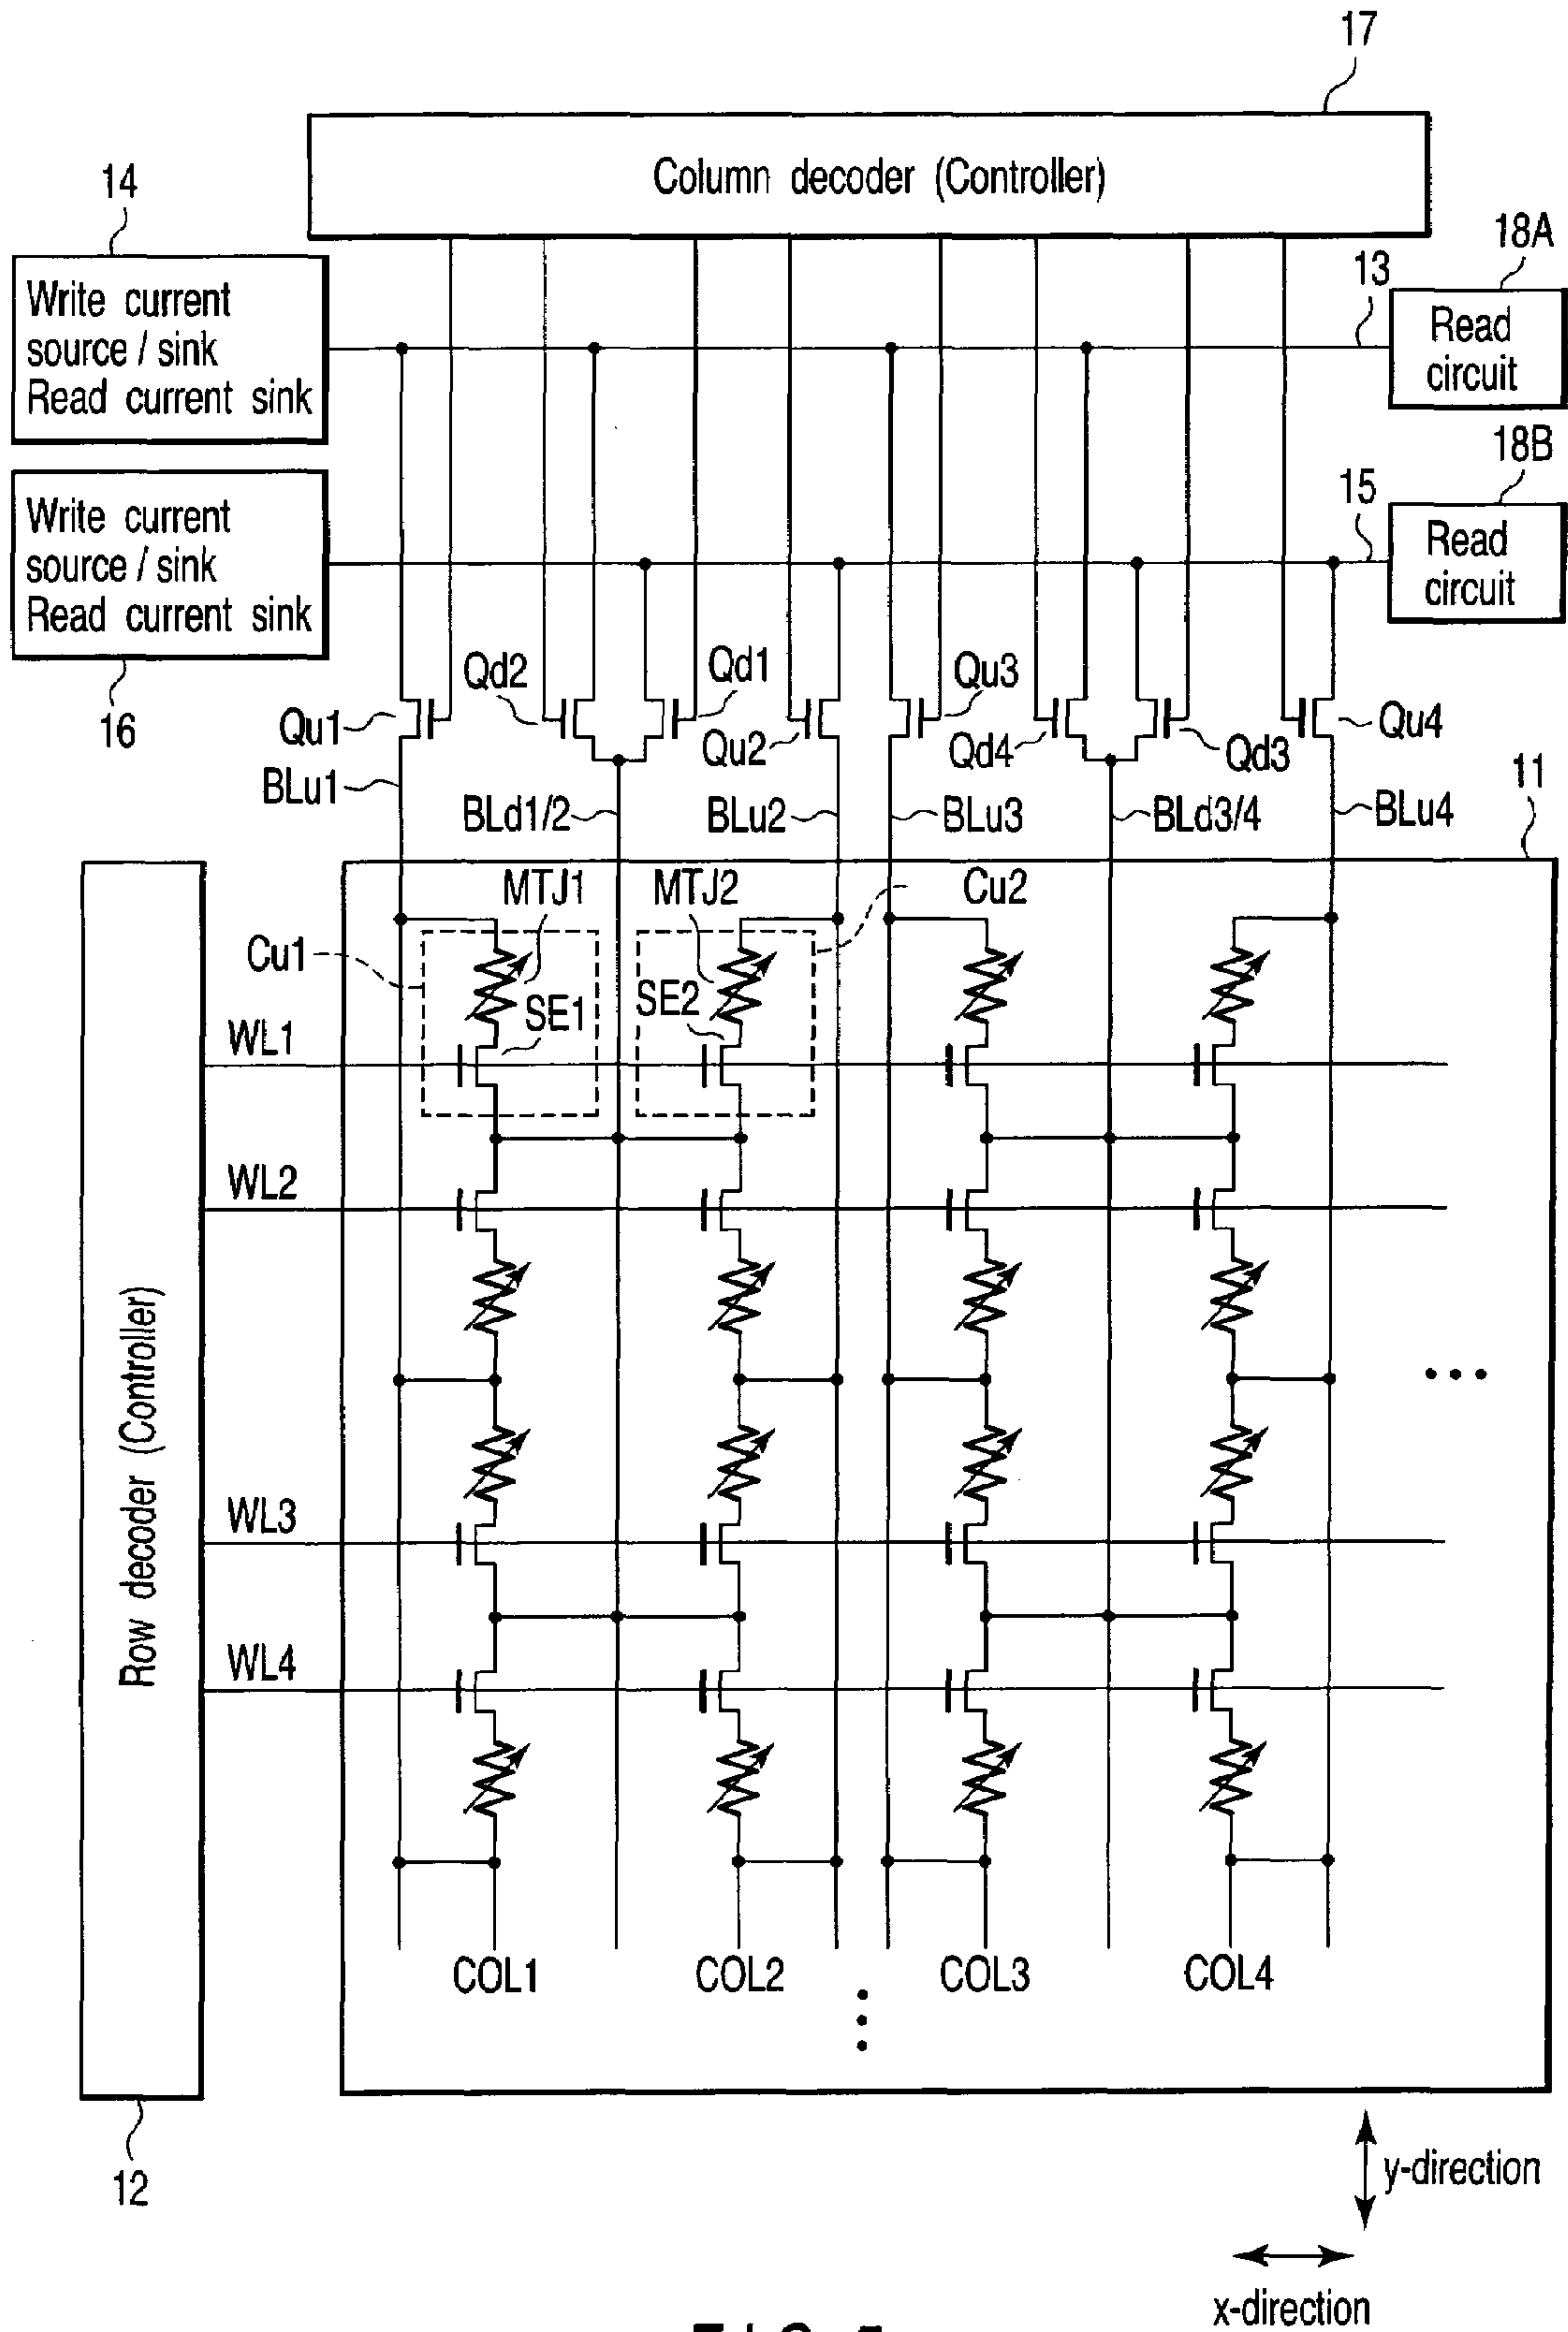 17
Column decoder (Controller)
14
Write current
source / sink
Read current sink
13
18A
Read
circuit
Write current
source / sink
Read current sink
16
15
18B
Read
circuit
Qu1
Qd2
Qd1
Qu2
Qu3
Qd4
Qd3
Qu4
BLu1
BLd1/2
BLu2
BLu3
BLd3/4
BLu4
11
MTJ1
MTJ2
Cu2
Cu1
SE1
SE2
WL1
WL2
WL3
WL4
Row decoder (Controller)
COL1
COL2
COL3
COL4
12
y-direction
x-direction